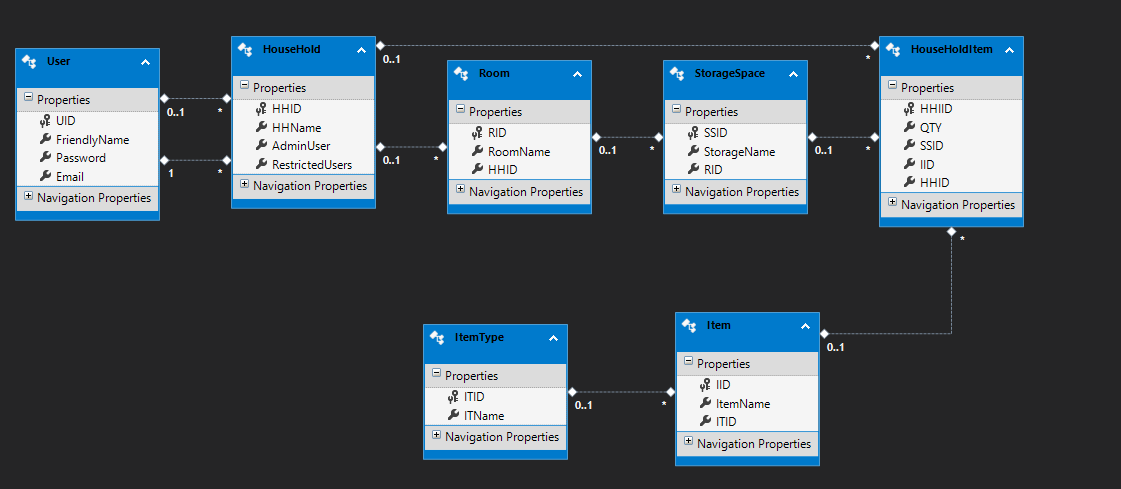 User
Properties
UID
FriendlyName
Password
Email
Navigation Properties
0..1
*
1
*
HouseHold
Properties
HHID
HHName
AdminUser
RestrictedUsers
Navigation Properties
0..1
*
0..1
*
Room
Properties
RID
RoomName
HHID
Navigation Properties
0..1
*
StorageSpace
Properties
SSID
StorageName
RID
Navigation Properties
0..1
*
HouseHoldItem
Properties
HHIID
QTY
SSID
IID
HHID
Navigation Properties
*
0..1
ItemType
Properties
ITID
ITName
Navigation Properties
0..1
*
Item
Properties
IID
ItemName
ITID
Navigation Properties